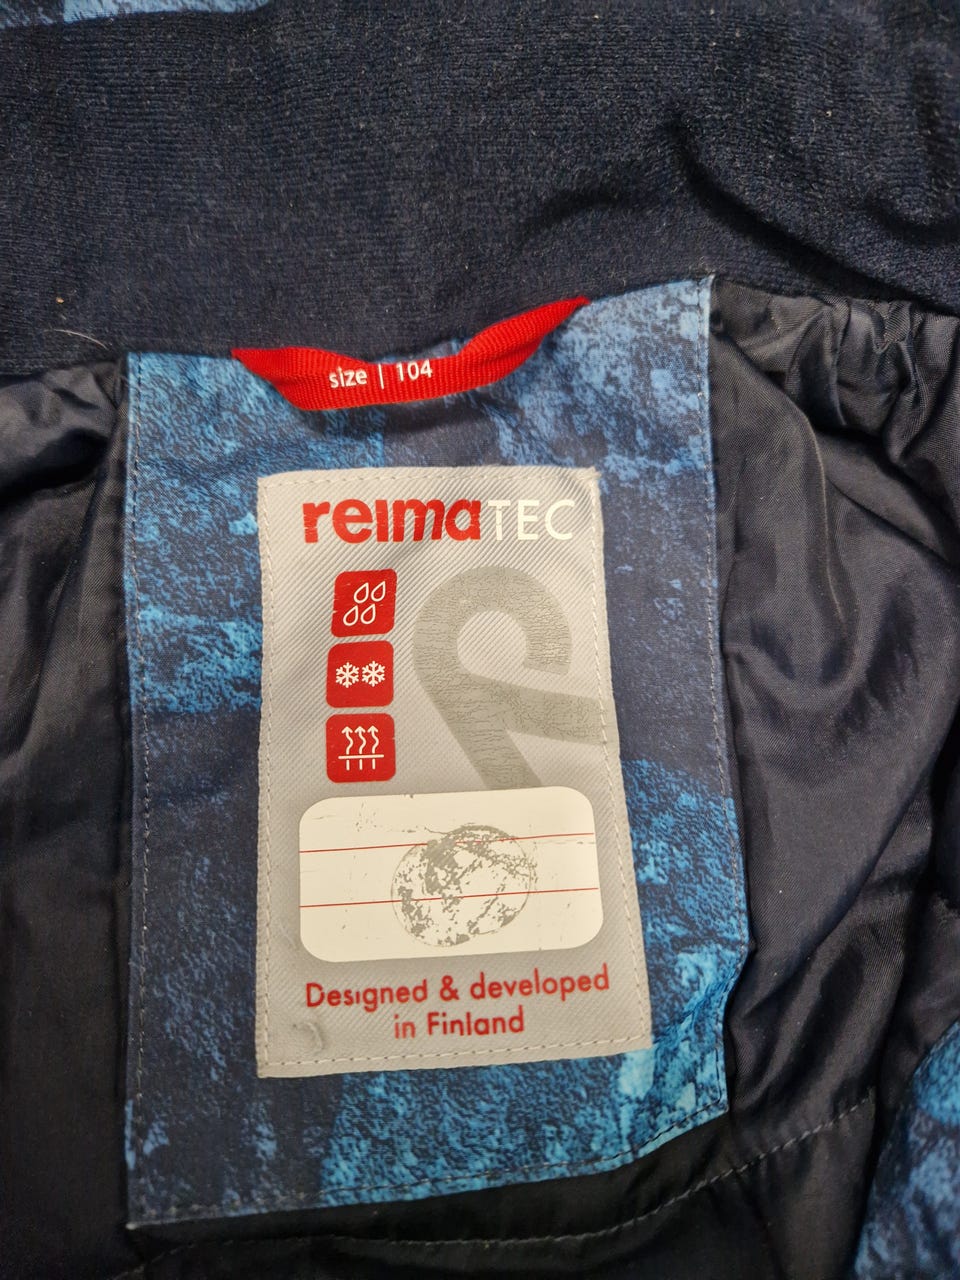 size | 104
reimaTEC
Designed & developed
in Finland